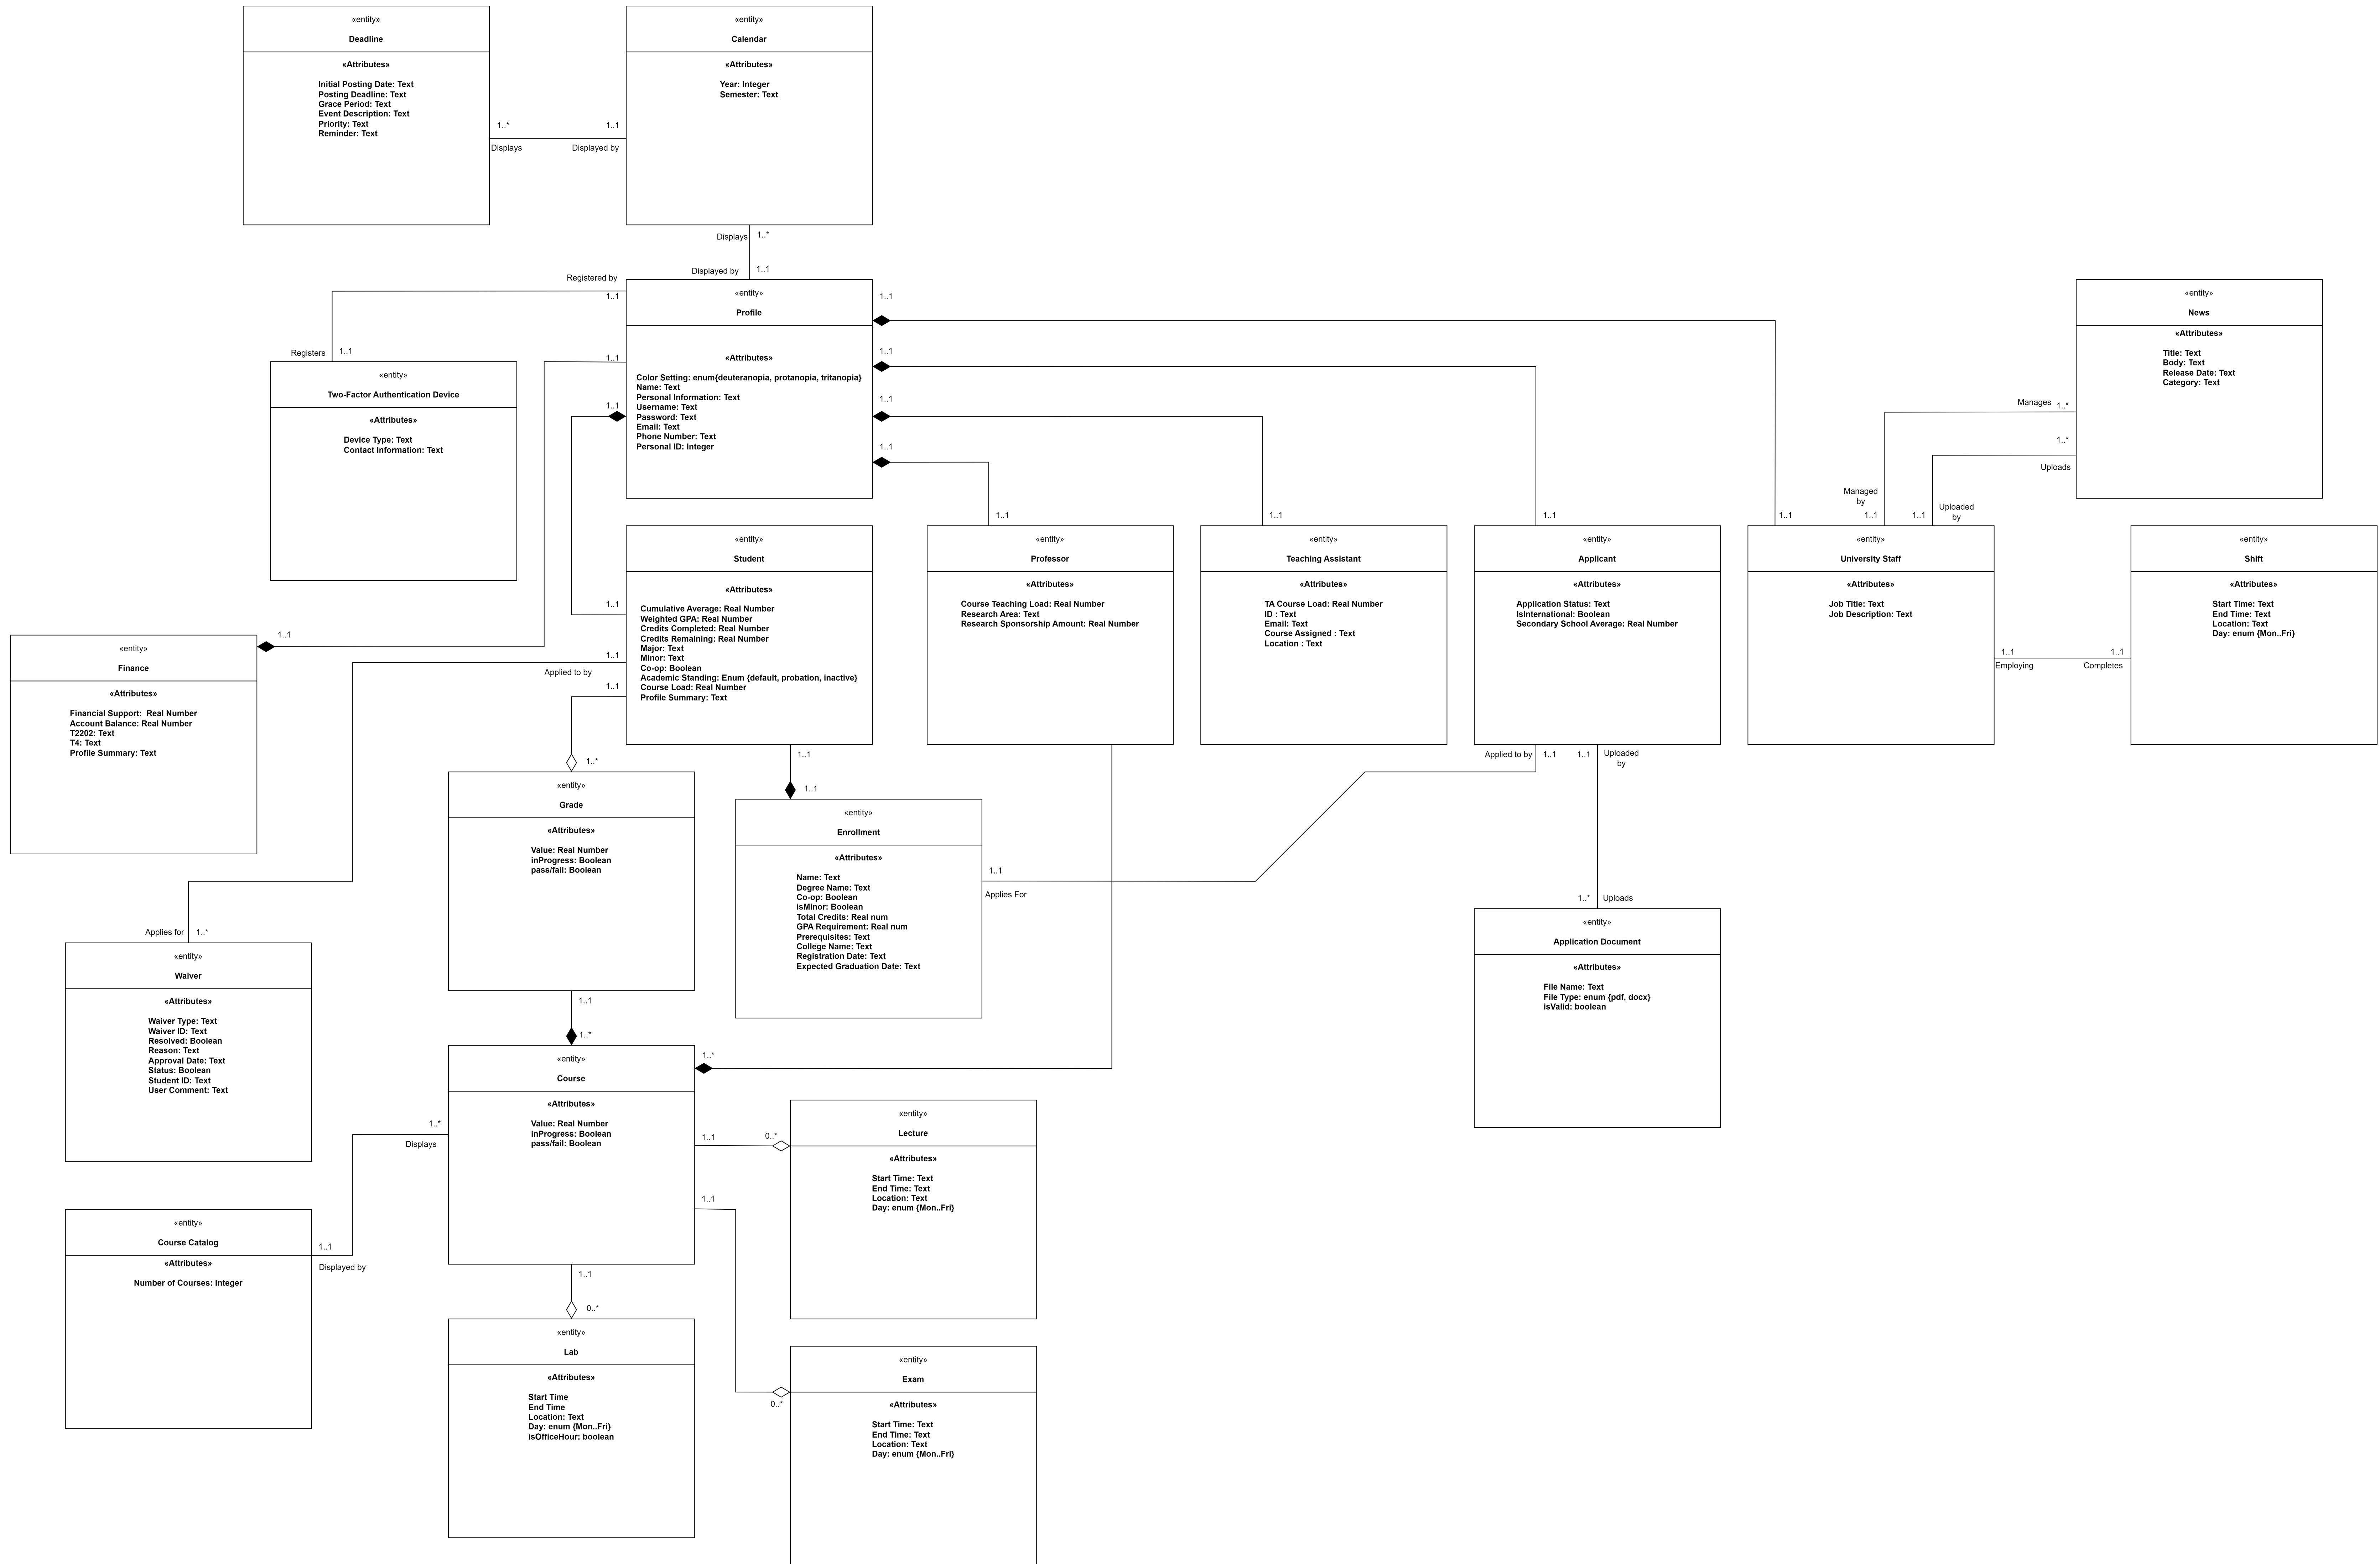 «entity»
Deadline
«Attributes»
Initial Posting Date: Text
Posting Deadline: Text
Grace Period: Text
Event Description: Text
Priority: Text
Reminder: Text
1..*
Displays
1..1
Displayed by
«entity»
Calendar
«Attributes»
Year: Integer
Semester: Text
Displays
1..*
Displayed by
1..1
Registered by
1..1
Registers
1..1
«entity»
Two-Factor Authentication Device
«Attributes»
Device Type: Text
Contact Information: Text
«entity»
Profile
«Attributes»
Color Setting: enum{deuteranopia, protanopia, tritanopia}
Name: Text
Personal Information: Text
Username: Text
Password: Text
Email: Text
Phone Number: Text
Personal ID: Integer
1..1
1..1
1..1
1..1
1..1
1..1
«entity»
News
«Attributes»
Title: Text
Body: Text
Release Date: Text
Category: Text
Manages
1..*
1..*
Uploads
Managed
by
1..1
1..1
Uploaded
by
1..1
1..1
1..1
1..1
1..1
«entity»
Student
«Attributes»
Cumulative Average: Real Number
Weighted GPA: Real Number
Credits Completed: Real Number
Credits Remaining: Real Number
Major: Text
Minor: Text
Co-op: Boolean
Academic Standing: Enum {default, probation, inactive}
Course Load: Real Number
Profile Summary: Text
«entity»
Professor
«Attributes»
Course Teaching Load: Real Number
Research Area: Text
Research Sponsorship Amount: Real Number
«entity»
Teaching Assistant
«Attributes»
TA Course Load: Real Number
ID : Text
Email: Text
Course Assigned : Text
Location : Text
«entity»
Applicant
«Attributes»
Application Status: Text
IsInternational: Boolean
Secondary School Average: Real Number
«entity»
University Staff
«Attributes»
Job Title: Text
Job Description: Text
1..1
Employing
1..1
Completes
«entity»
Shift
«Attributes»
Start Time: Text
End Time: Text
Location: Text
Day: enum {Mon..Fri}
1..1
«entity»
Finance
«Attributes»
Financial Support:  Real Number
Account Balance: Real Number
T2202: Text
T4: Text
Profile Summary: Text
1..1
Applied to by
1..1
1..*
1..1
1..1
Applied to by
1..1
1..1
Uploaded
by
«entity»
Grade
«Attributes»
Value: Real Number
inProgress: Boolean
pass/fail: Boolean
«entity»
Enrollment
«Attributes»
Name: Text
Degree Name: Text
Co-op: Boolean
isMinor: Boolean
Total Credits: Real num
GPA Requirement: Real num
Prerequisites: Text
College Name: Text
Registration Date: Text
Expected Graduation Date: Text
1..1
Applies For
1..*
Uploads
«entity»
Application Document
«Attributes»
File Name: Text
File Type: enum {pdf, docx}
isValid: boolean
Applies for
1..*
«entity»
Waiver
«Attributes»
Waiver Type: Text
Waiver ID: Text
Resolved: Boolean
Reason: Text
Approval Date: Text
Status: Boolean
Student ID: Text
User Comment: Text
1..1
1..*
1..*
«entity»
Course
«Attributes»
Value: Real Number
inProgress: Boolean
pass/fail: Boolean
1..*
Displays
1..1
0..*
1..1
«entity»
Lecture
«Attributes»
Start Time: Text
End Time: Text
Location: Text
Day: enum {Mon..Fri}
«entity»
Course Catalog
«Attributes»
Number of Courses: Integer
1..1
Displayed by
1..1
0..*
«entity»
Lab
«Attributes»
Start Time
End Time
Location: Text
Day: enum {Mon..Fri}
isOfficeHour: boolean
0..*
«entity»
Exam
«Attributes»
Start Time: Text
End Time: Text
Location: Text
Day: enum {Mon..Fri}